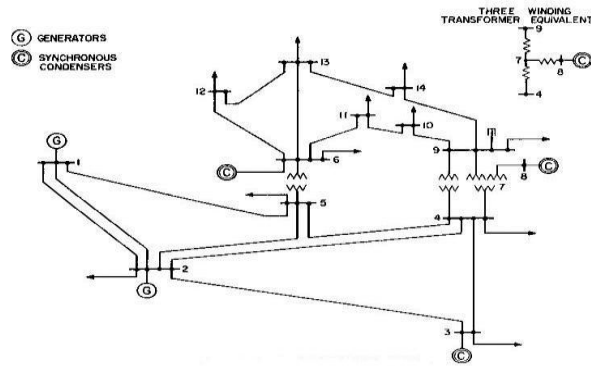 THREE WINDING
TRANSFORMER EQUIVALENT
9
7
C
8
4
G GENERATORS
C SYNCHRONOUS
CONDENSERS
13
14
12
11
10
G
1
6
9
C
7
C
8
5
4
2
G
3
C